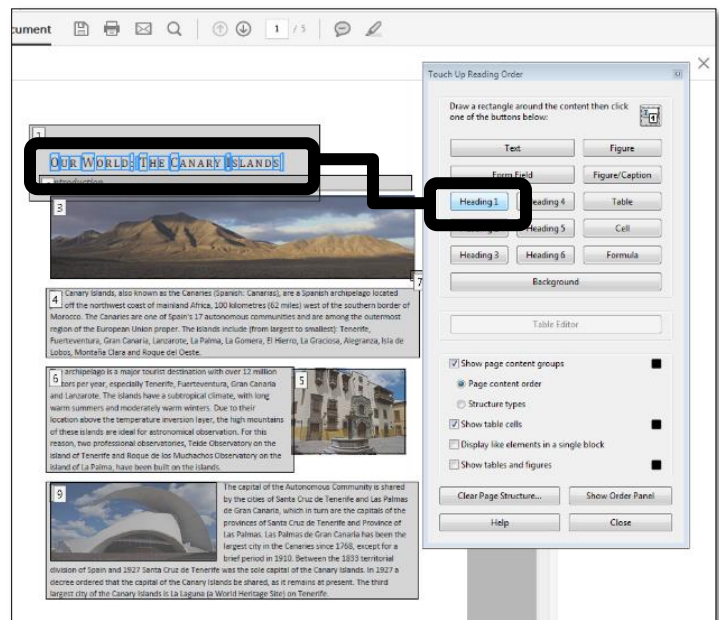 cument
1 / 5
1
OUR WORLD: THE CANARY ISLANDS
ntroduction
3
7
4
Canary Islands, also known as the Canaries (Spanish: Canarias), are a Spanish archipelago located
off the northwest coast of mainland Africa, 100 kilometres (62 miles) west of the southern border of
Morocco. The Canaries are one of Spain's 17 autonomous communities and are among the outermost
region of the European Union proper. The islands include (from largest to smallest): Tenerife,
Fuerteventura, Gran Canaria, Lanzarote, La Palma, La Gomera, El Hierro, La Graciosa, Alegranza, Isla de
Lobos, Montaña Clara and Roque del Oeste.
6
archipelago is a major tourist destination with over 12 million
tors per year, especially Tenerife, Fuerteventura, Gran Canaria
and Lanzarote. The islands have a subtropical climate, with long
warm summers and moderately warm winters. Due to their
location above the temperature inversion layer, the high mountains
of these islands are ideal for astronomical observation. For this
reason, two professional observatories, Teide Observatory on the
island of Tenerife and Roque de los Muchachos Observatory on the
island of La Palma, have been built on the islands.
5
9
The capital of the Autonomous Community is shared
by the cities of Santa Cruz de Tenerife and Las Palmas
de Gran Canaria, which in turn are the capitals of the
provinces of Santa Cruz de Tenerife and Province of
Las Palmas. Las Palmas de Gran Canaria has been the
largest city in the Canaries since 1768, except for a
brief period in 1910. Between the 1833 territorial
division of Spain and 1927 Santa Cruz de Tenerife was the sole capital of the Canary Islands. In 1927 a
decree ordered that the capital of the Canary Islands be shared, as it remains at present. The third
largest city of the Canary Islands is La Laguna (a World Heritage Site) on Tenerife.
Touch Up Reading Order
Draw a rectangle around the content then click
one of the buttons below:
Text
Figure
Form Field
Figure/Caption
Heading 1
Heading 4
Table
Heading 5
Cell
Heading 3
Heading 6
Formula
Background
Table Editor
Show page content groups
Page content order
Structure types
Show table cells
Display like elements in a single block
Show tables and figures
Clear Page Structure...
Show Order Panel
Help
Close